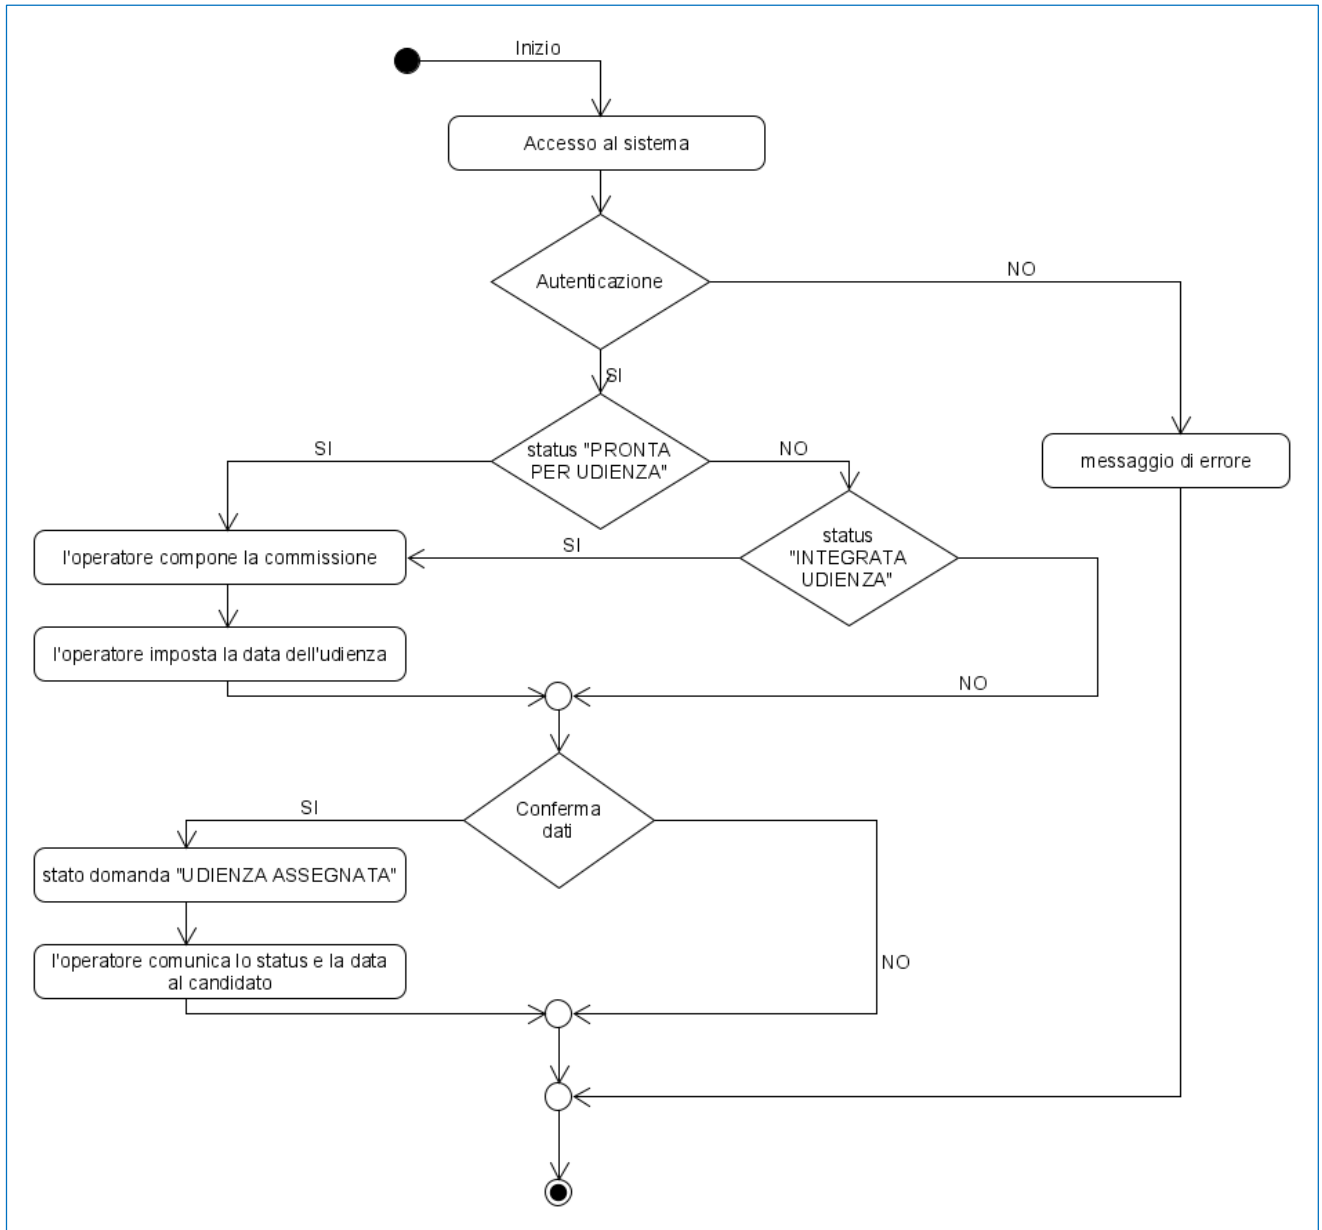 Inizio
Accesso al sistema
Autenticazione
NO
SI
status "PRONTA
PER UDIENZA"
SI
NO
messaggio di errore
l'operatore compone la commissione
SI
status
"INTEGRATA
UDIENZA"
l'operatore imposta la data dell'udienza
NO
Conferma
dati
SI
stato domanda "UDIENZA ASSEGNATA"
l'operatore comunica lo status e la data
al candidato
NO